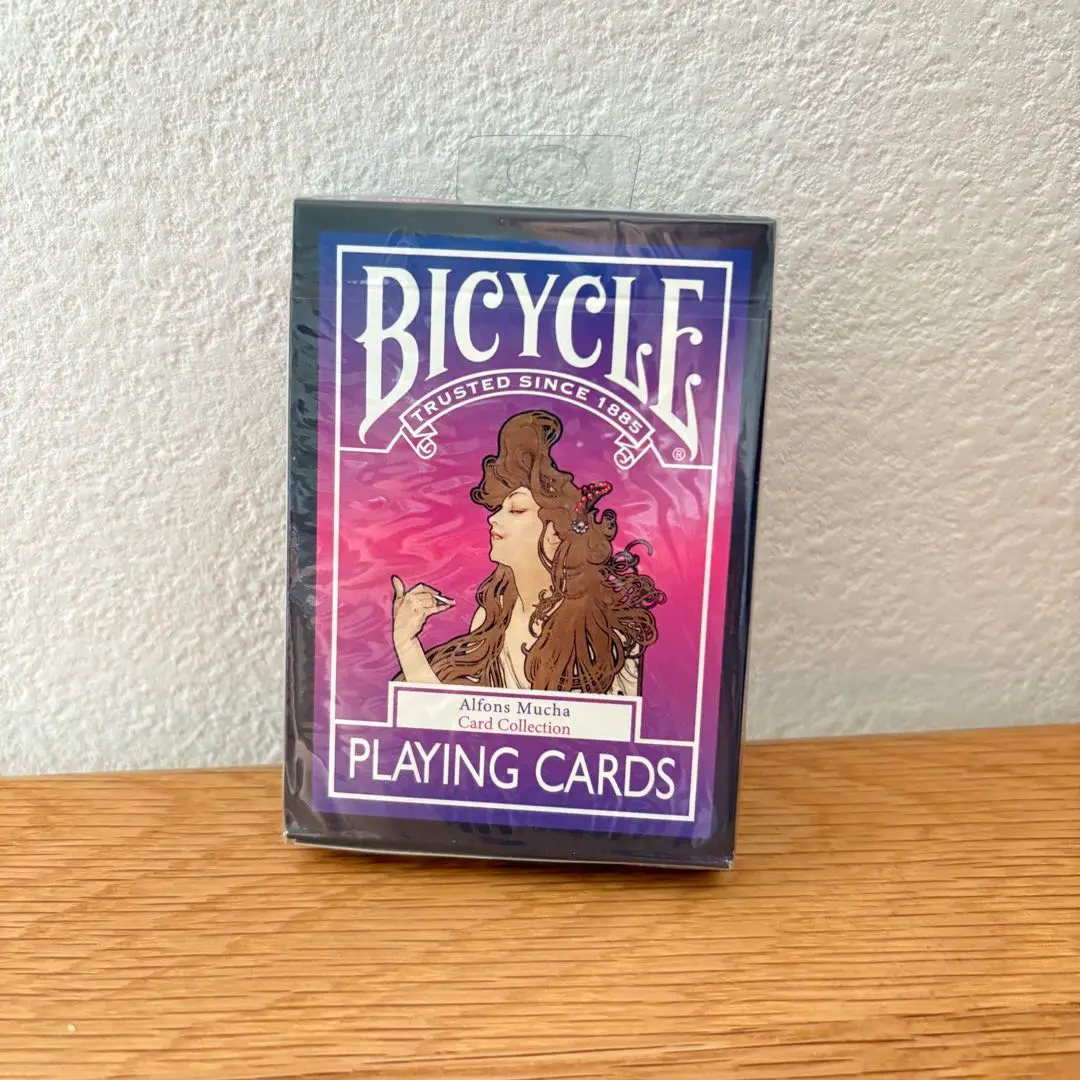 BICYCLE
TRUSTED SINCE 1885
®
Alfons Mucha
Card Collection
PLAYING CARDS